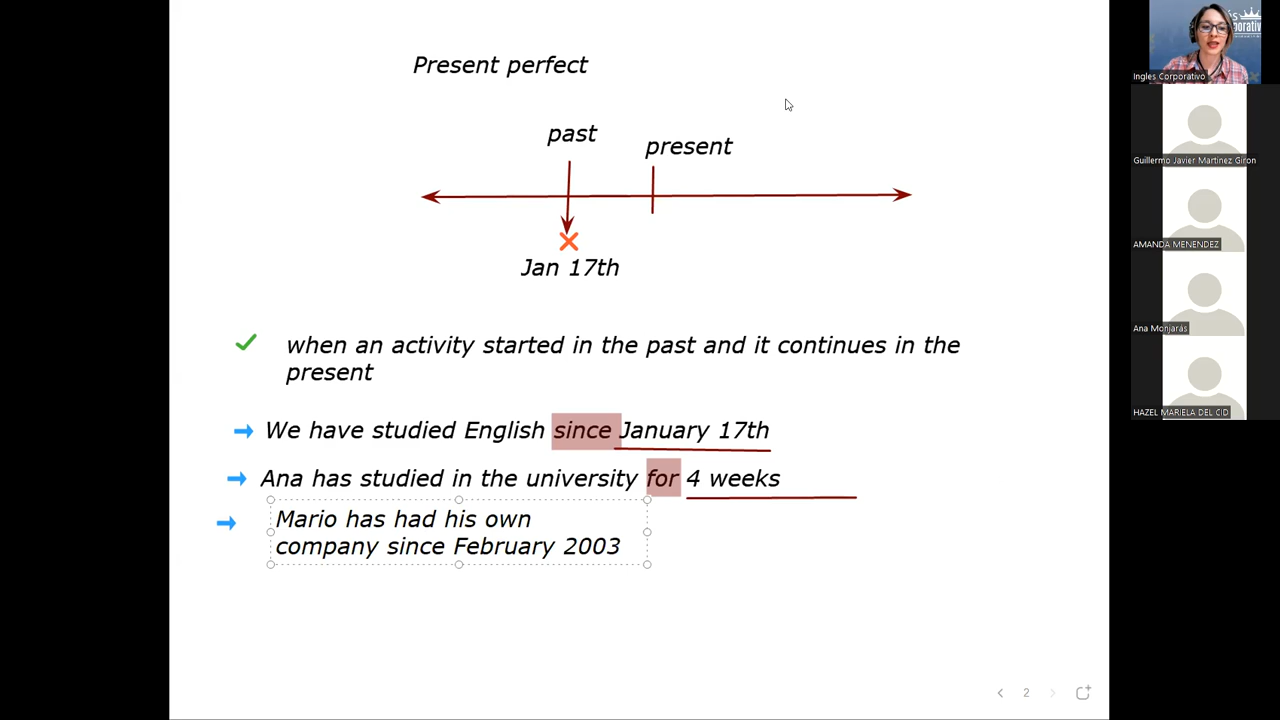 Present perfect
past
present
Jan 17th
when an activity started in the past and it continues in the
present
We have studied English since January 17th
Ana has studied in the university for 4 weeks
Mario has had his own
company since February 2003
2
Ingles Corporativo
Guillermo Javier Martinez Giron
AMANDA MENENDEZ
Ana Monjarás
HAZEL MARIELA DEL CID